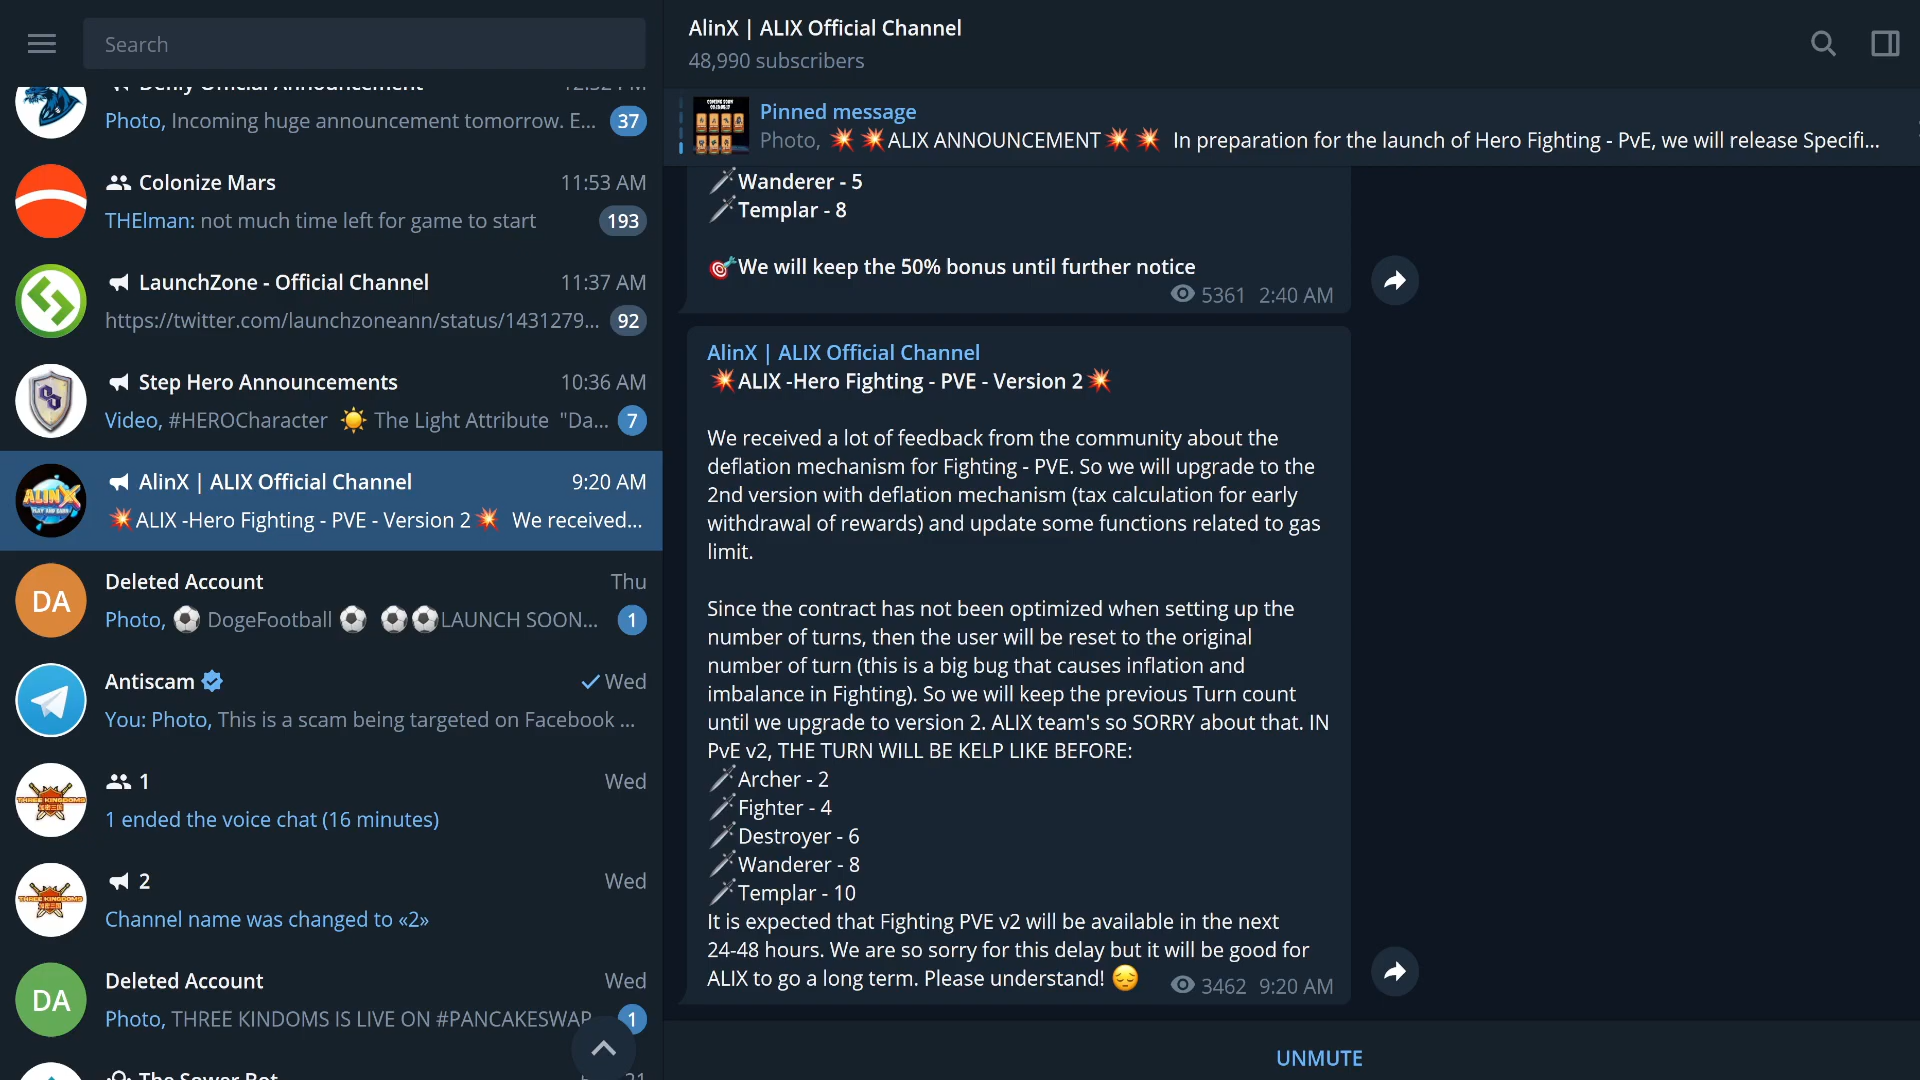 Search
Photo, Incoming huge announcement tomorrow. E... 37
Colonize Mars 11:53 AM
THElman: not much time left for game to start 193
LaunchZone - Official Channel 11:37 AM
https://twitter.com/launchzoneann/status/1431279... 92
Step Hero Announcements 10:36 AM
Video, #HEROCharacter ☀️ The Light Attribute "Da... 7
AlinX | ALIX Official Channel 9:20 AM
💥ALIX -Hero Fighting - PVE - Version 2💥 We received...
DA
Deleted Account Thu
Photo, ⚽ DogeFootball ⚽ ⚽⚽LAUNCH SOON... 1
Antiscam Wed
You: Photo, This is a scam being targeted on Facebook ...
1 Wed
1 ended the voice chat (16 minutes)
2 Wed
Channel name was changed to «2»
DA
Deleted Account Wed
Photo, THREE KINDOMS IS LIVE ON #PANCAKESWAP 1
AlinX | ALIX Official Channel
48,990 subscribers
Pinned message
Photo, 💥 💥ALIX ANNOUNCEMENT💥 💥 In preparation for the launch of Hero Fighting - PvE, we will release Specifi...
🗡Wanderer - 5
🗡Templar - 8
🎯We will keep the 50% bonus until further notice
5361 2:40 AM
AlinX | ALIX Official Channel
💥ALIX -Hero Fighting - PVE - Version 2💥
We received a lot of feedback from the community about the
deflation mechanism for Fighting - PVE. So we will upgrade to the
2nd version with deflation mechanism (tax calculation for early
withdrawal of rewards) and update some functions related to gas
limit.
Since the contract has not been optimized when setting up the
number of turns, then the user will be reset to the original
number of turn (this is a big bug that causes inflation and
imbalance in Fighting). So we will keep the previous Turn count
until we upgrade to version 2. ALIX team's so SORRY about that. IN
PvE v2, THE TURN WILL BE KELP LIKE BEFORE:
🗡Archer - 2
🗡Fighter - 4
🗡Destroyer - 6
🗡Wanderer - 8
🗡Templar - 10
It is expected that Fighting PVE v2 will be available in the next
24-48 hours. We are so sorry for this delay but it will be good for
ALIX to go a long term. Please understand! 😔 3462 9:20 AM
UNMUTE